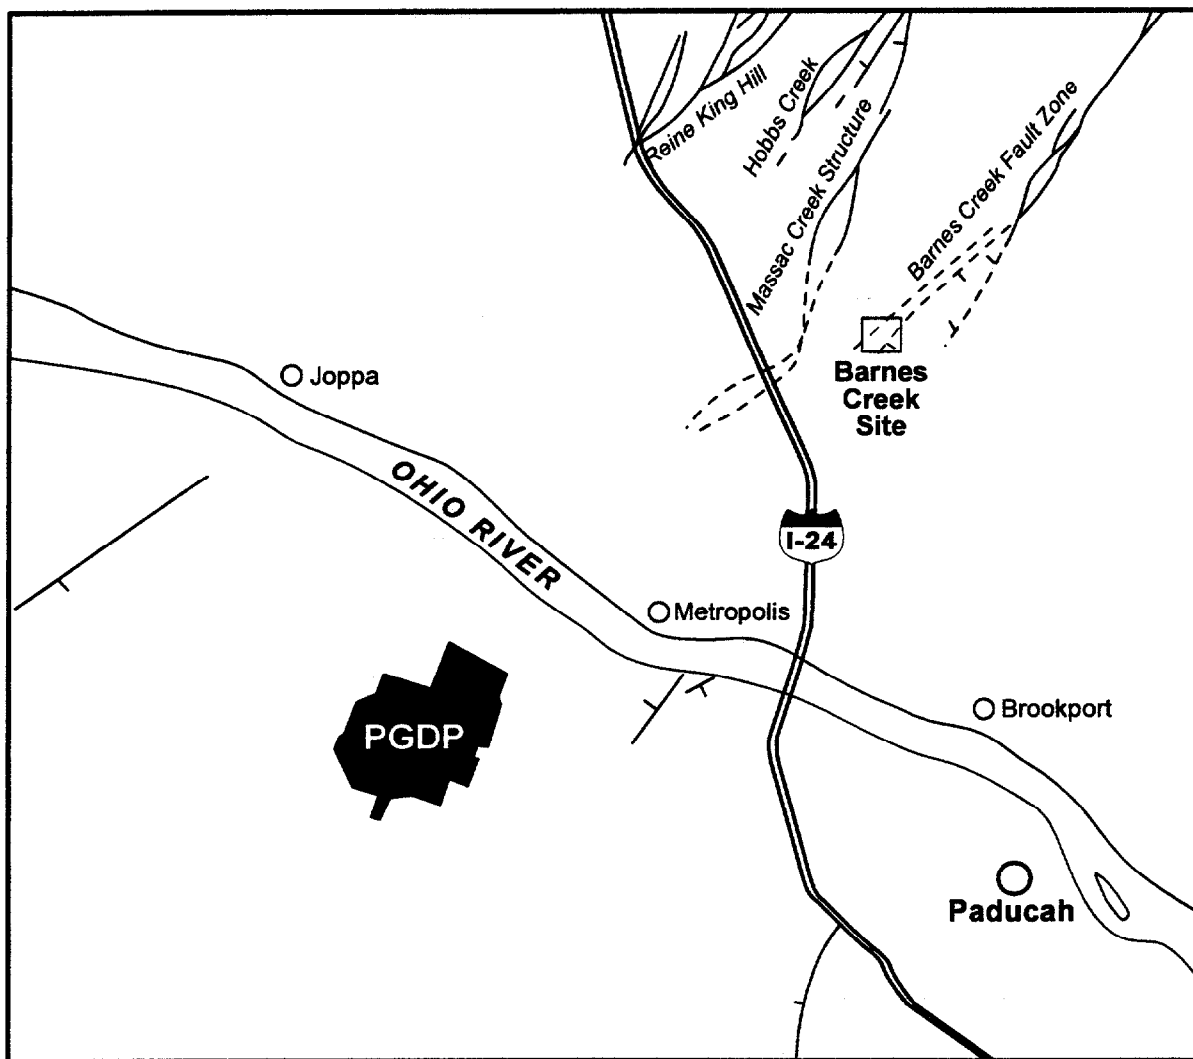 Reine King Hill
Hobbs Creek
Massac Creek Structure
Barnes Creek Fault Zone
Barnes
Creek
Site
Joppa
OHIO RIVER
I-24
Metropolis
PGDP
Brookport
Paducah